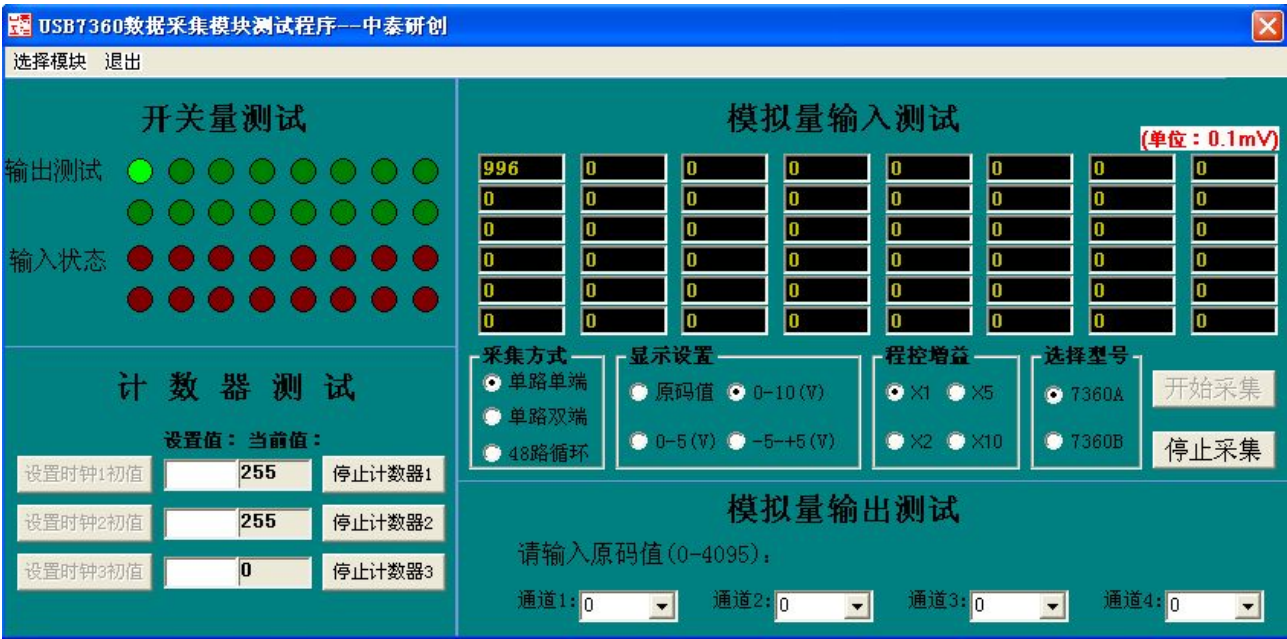 USB7360数据采集模块测试程序--中泰研创
选择模块 退出
开关量测试
输出测试
输入状态
计 数 器 测 试
设置值: 当前值:
设置时钟1初值 255 停止计数器1
设置时钟2初值 255 停止计数器2
设置时钟3初值 0 停止计数器3
模拟量输入测试
(单位:0.1mV)
996 0 0 0 0 0 0 0
0 0 0 0 0 0 0 0
0 0 0 0 0 0 0 0
0 0 0 0 0 0 0 0
0 0 0 0 0 0 0 0
0 0 0 0 0 0 0 0
采集方式
单路单端
单路双端
48路循环
显示设置
原码值 0-10(V)
0-5(V) -5-+5(V)
程控增益
X1 X5
X2 X10
选择型号
7360A
7360B
开始采集
停止采集
模拟量输出测试
请输入原码值(0-4095):
通道1:0 通道2:0 通道3:0 通道4:0